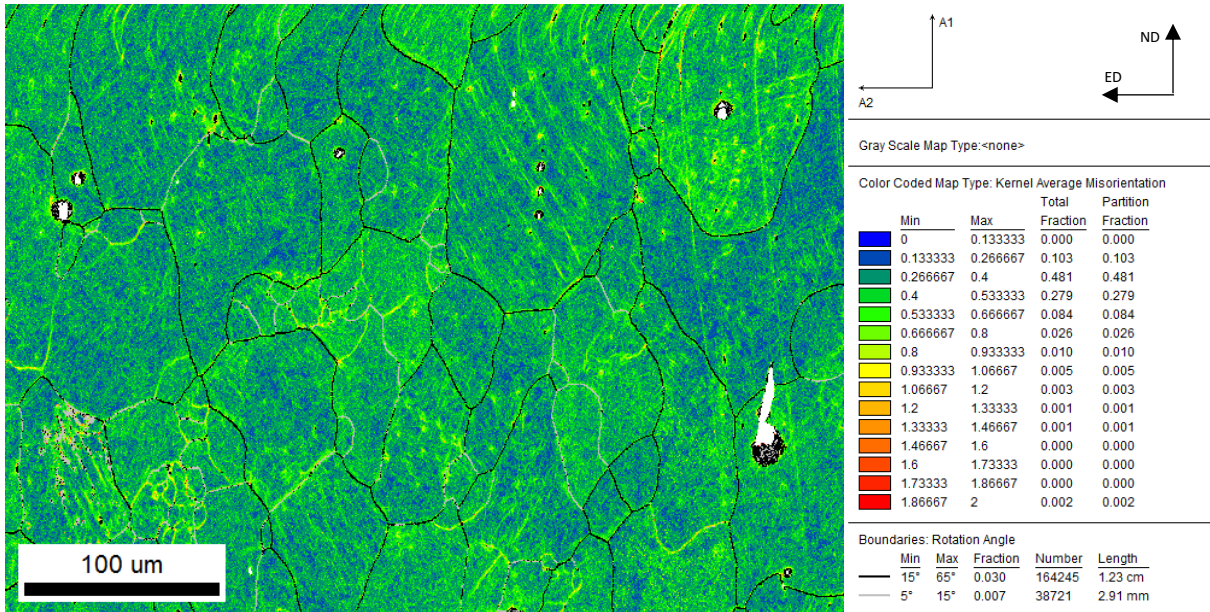 100 um
A1
A2
ND
ED
Gray Scale Map Type:<none>
Color Coded Map Type: Kernel Average Misorientation
Total Partition
Min Max Fraction Fraction
0 0.133333 0.000 0.000
0.133333 0.266667 0.103 0.103
0.266667 0.4 0.481 0.481
0.4 0.533333 0.279 0.279
0.533333 0.666667 0.084 0.084
0.666667 0.8 0.026 0.026
0.8 0.933333 0.010 0.010
0.933333 1.06667 0.005 0.005
1.06667 1.2 0.003 0.003
1.2 1.33333 0.001 0.001
1.33333 1.46667 0.001 0.001
1.46667 1.6 0.000 0.000
1.6 1.73333 0.000 0.000
1.73333 1.86667 0.000 0.000
1.86667 2 0.002 0.002
Boundaries: Rotation Angle
Min Max Fraction Number Length
15° 65° 0.030 164245 1.23 cm
5° 15° 0.007 38721 2.91 mm